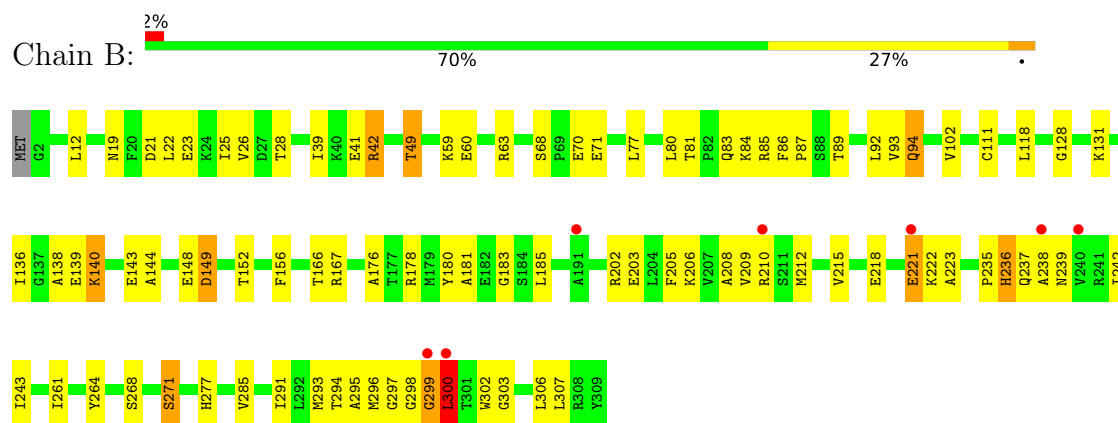 2%
Chain B:
70% 27% •
MET G2 L12 N19 F20 D21 L22 E23 K24 I25 V26 D27 T28 I39 K40 E41 R42 T49 K59 E60 R63 S68 P69 E70 E71 L77 L80 T81 P82 Q83 K84 R85 F86 P87 S88 T89 L92 V93 Q94 V102 C111 L118 G128 K131
I136 G137 A138 E139 K140 E143 A144 E148 D149 T152 F156 T166 R167 A176 T177 R178 M179 Y180 A181 E182 G183 S184 L185 A191 R202 E203 L204 F205 K206 V207 A208 V209 R210 S211 M212 V215 E218 E221 K222 A223 P235 H236 Q237 A238 N239 V240 R241
I243 I261 Y264 S268 S271 H277 V285 I291 L292 M293 T294 A295 M296 G297 G298 G299 L300 T301 W302 G303 L306 L307 R308 Y309